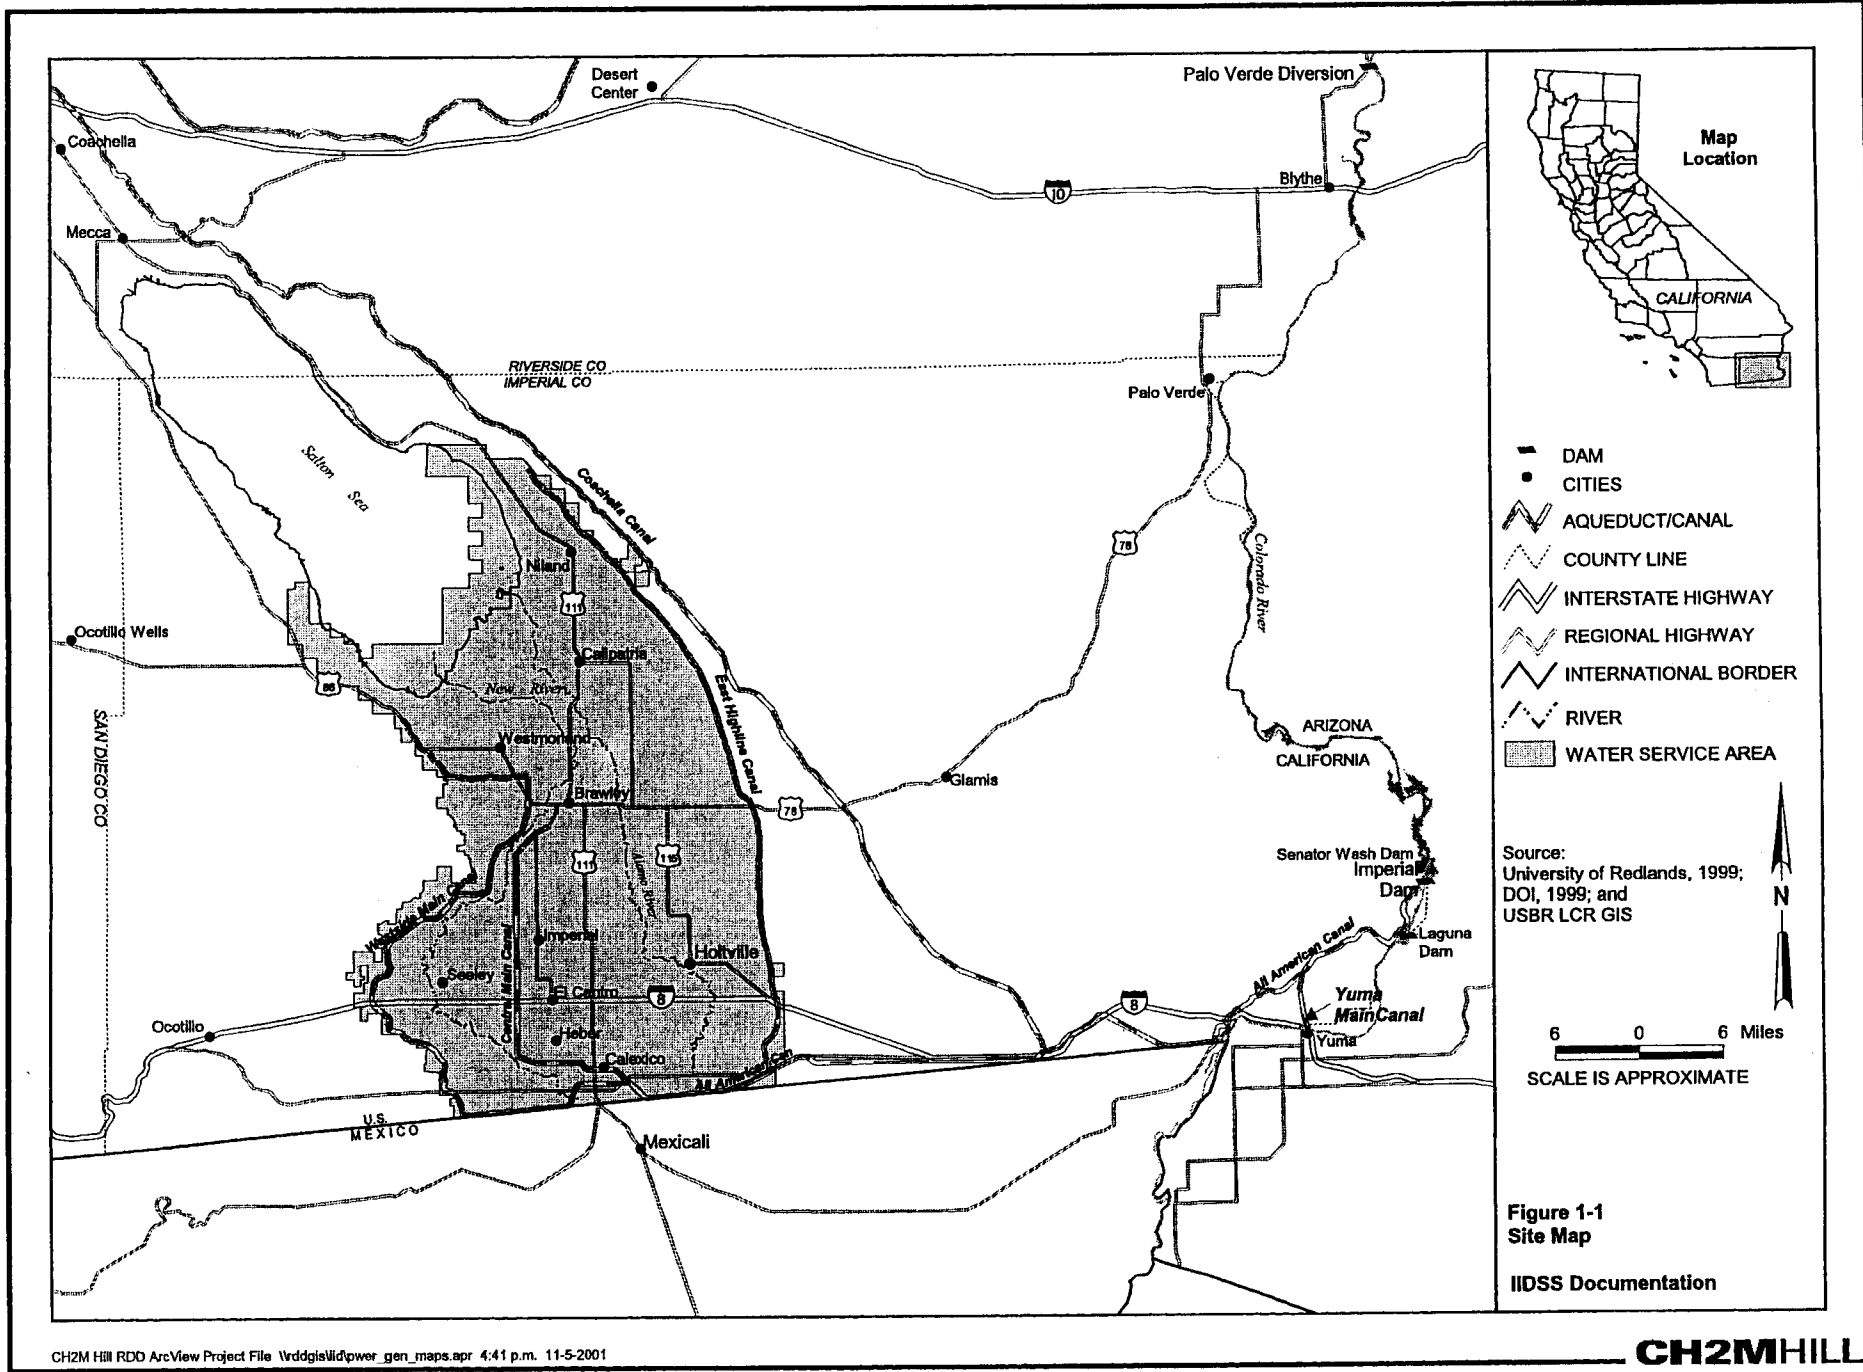 Desert
Center
Palo Verde Diversion
Coachella
Blythe
10
Mecca
RIVERSIDE CO
IMPERIAL CO
Palo Verde
Salton
Sea
Coachella Canal
78
Colorado River
Niland
111
Ocotillo Wells
Calipatria
86
New River
East Highline Canal
SAN DIEGO CO
Westmorland
ARIZONA
CALIFORNIA
Glamis
Brawley
78
111
115
Alamo River
Senator Wash Dam
Imperial
Dam
Westside Main Canal
Central Main Canal
Imperial
Holtville
Laguna
Dam
All American Canal
Seeley
El Centro
8
8
Yuma
MainCanal
Ocotillo
Heber
Yuma
Calexico
All American Can
U.S.
MEXICO
Mexicali
Map
Location
CALIFORNIA
DAM
CITIES
AQUEDUCT/CANAL
COUNTY LINE
INTERSTATE HIGHWAY
REGIONAL HIGHWAY
INTERNATIONAL BORDER
RIVER
WATER SERVICE AREA
Source:
University of Redlands, 1999;
DOI, 1999; and
USBR LCR GIS
N
6 0 6 Miles
SCALE IS APPROXIMATE
Figure 1-1
Site Map
IIDSS Documentation
CH2M Hill RDD ArcView Project File \\rddgis\iid\pwer_gen_maps.apr 4:41 p.m. 11-5-2001
CH2MHILL